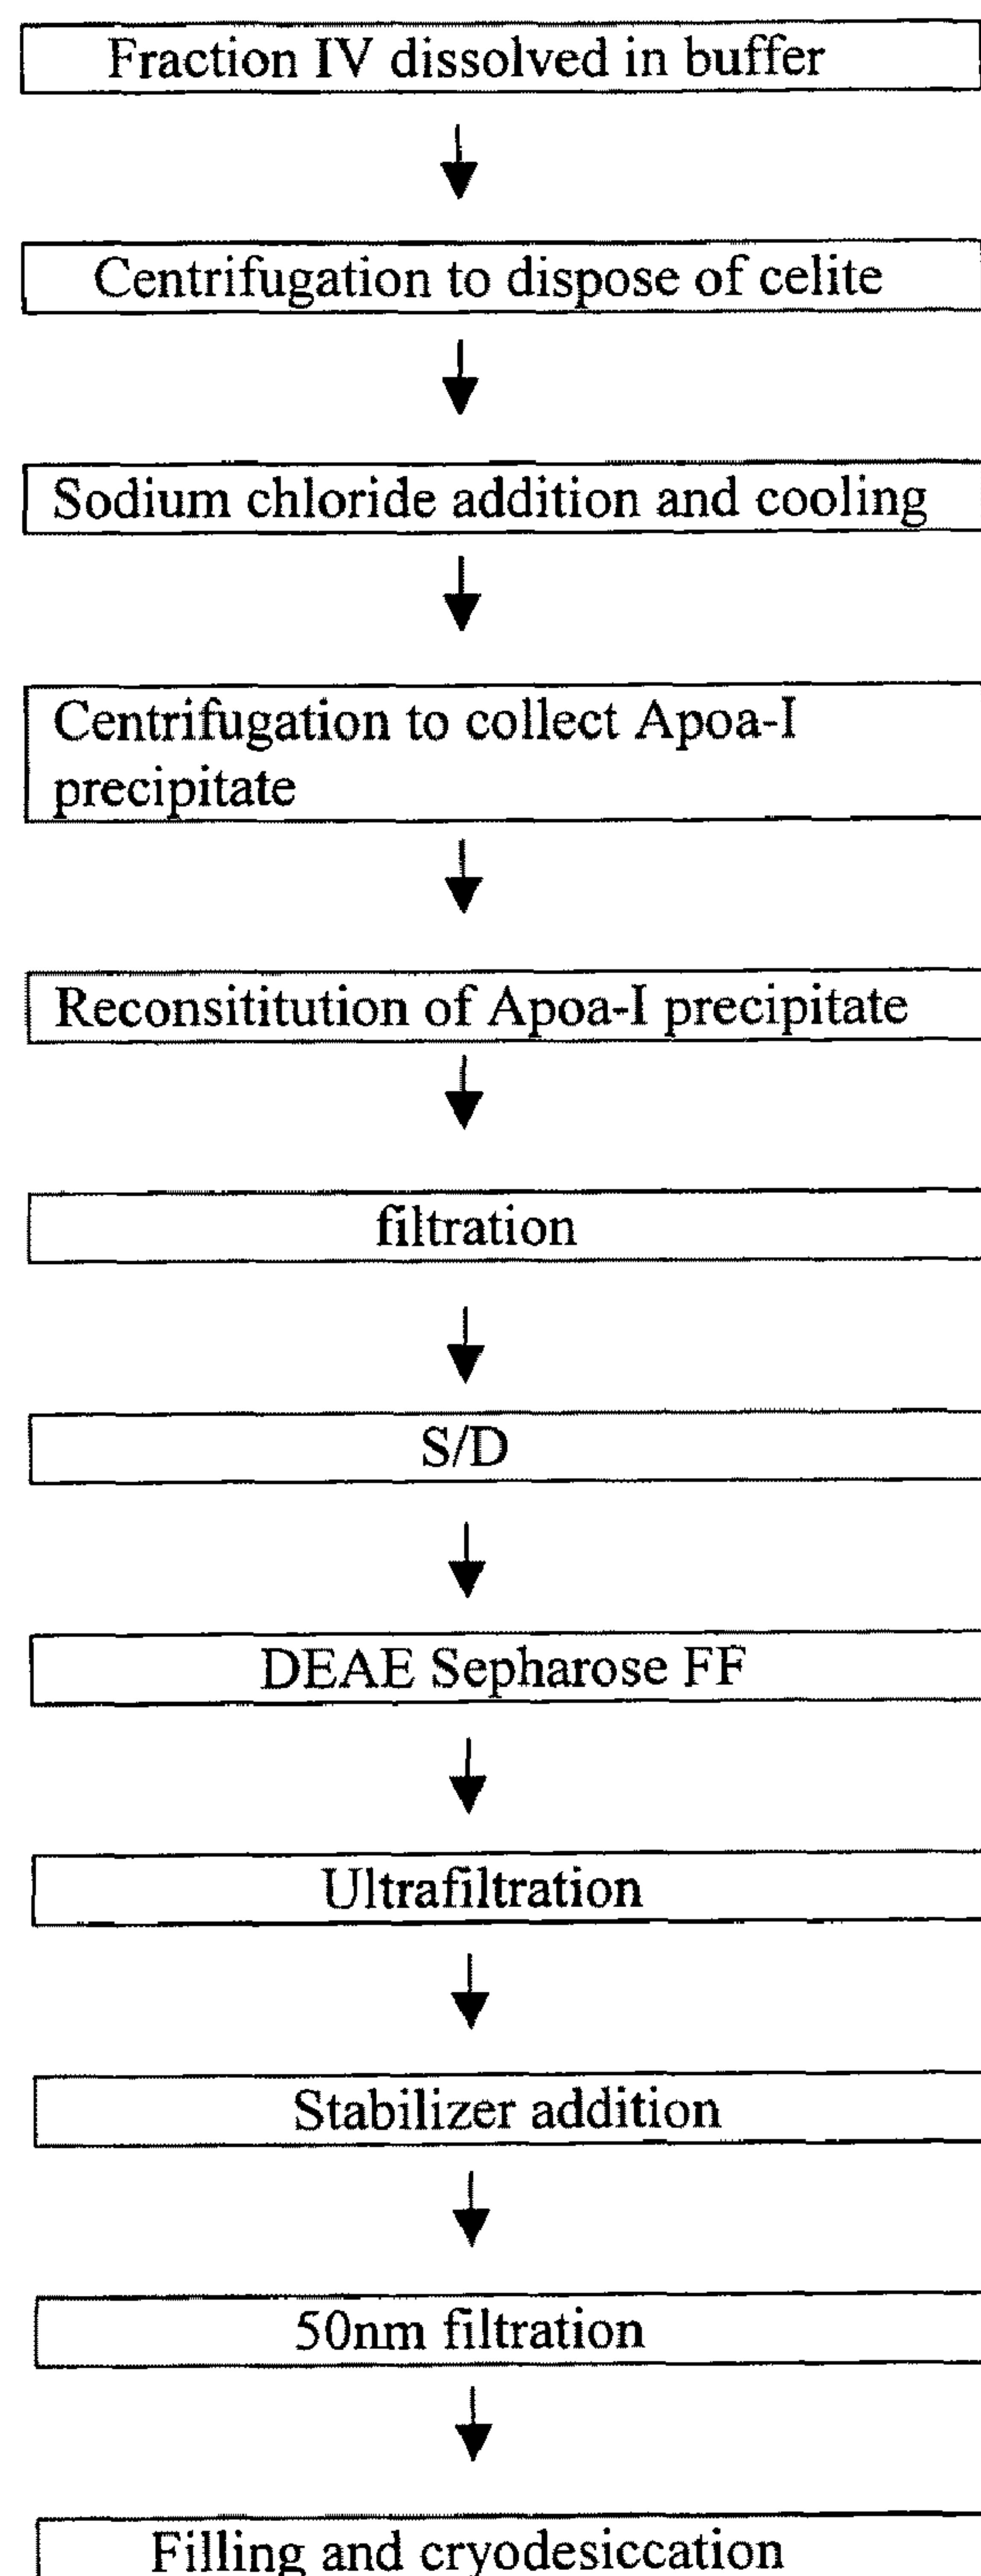 Fraction IV dissolved in buffer
Centrifugation to dispose of celite
Sodium chloride addition and cooling
Centrifugation to collect Apoa-I
precipitate
Reconsititution of Apoa-I precipitate
filtration
S/D
DEAE Sepharose FF
Ultrafiltration
Stabilizer addition
50nm filtration
Filling and cryodesiccation